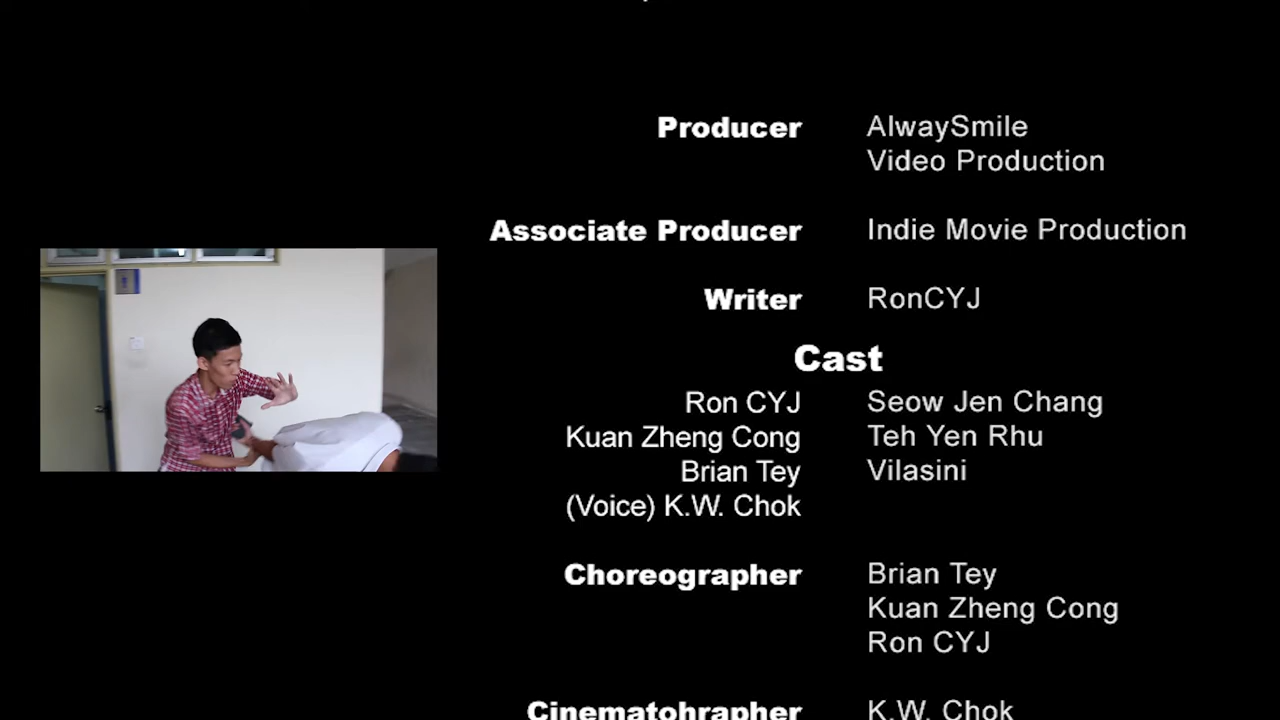 Producer AlwaySmile
Video Production
Associate Producer Indie Movie Production
Writer RonCYJ
Cast
Ron CYJ Seow Jen Chang
Kuan Zheng Cong Teh Yen Rhu
Brian Tey Vilasini
(Voice) K.W. Chok
Choreographer Brian Tey
Kuan Zheng Cong
Ron CYJ
Cinematohrapher K.W. Chok